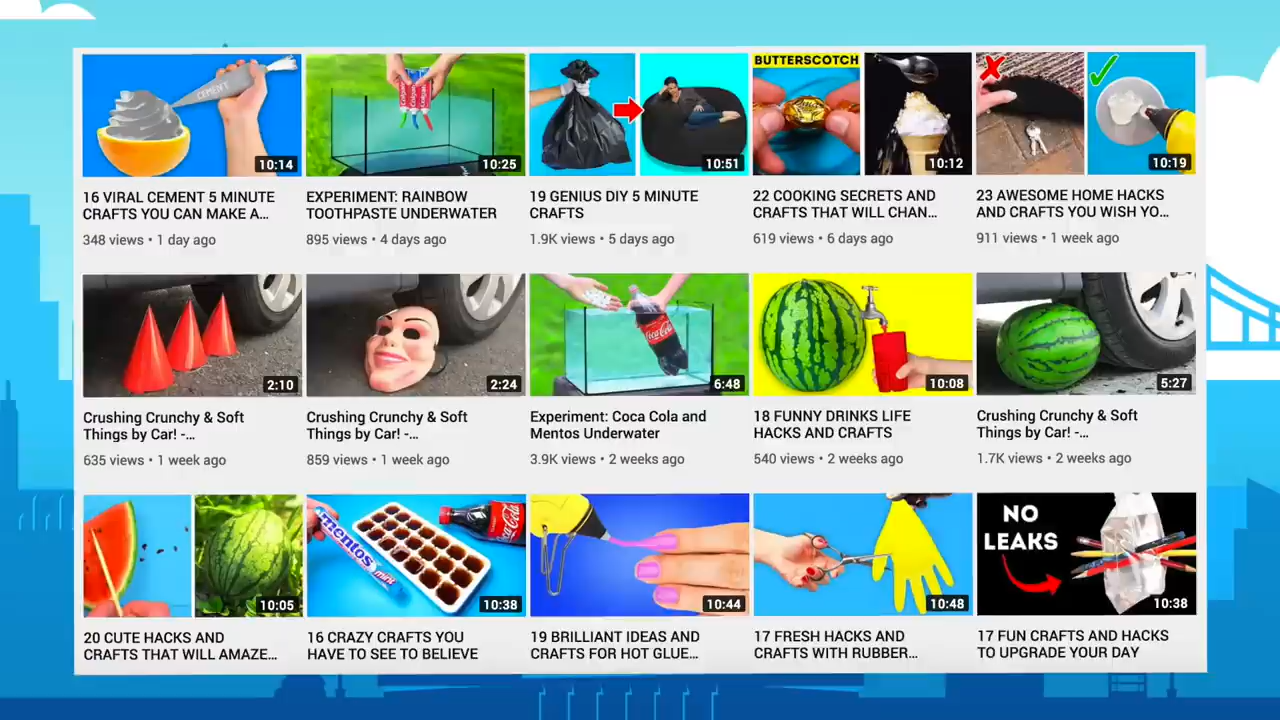 CEMENT
10:14
Colgate
10:25
10:51
BUTTERSCOTCH
10:12
10:19
16 VIRAL CEMENT 5 MINUTE
CRAFTS YOU CAN MAKE A...
348 views • 1 day ago
EXPERIMENT: RAINBOW
TOOTHPASTE UNDERWATER
895 views • 4 days ago
19 GENIUS DIY 5 MINUTE
CRAFTS
1.9K views • 5 days ago
22 COOKING SECRETS AND
CRAFTS THAT WILL CHAN...
619 views • 6 days ago
23 AWESOME HOME HACKS
AND CRAFTS YOU WISH YO...
911 views • 1 week ago
2:10
2:24
Coca-Cola
6:48
10:08
5:27
Crushing Crunchy & Soft
Things by Car! -...
635 views • 1 week ago
Crushing Crunchy & Soft
Things by Car! -...
859 views • 1 week ago
Experiment: Coca Cola and
Mentos Underwater
3.9K views • 2 weeks ago
18 FUNNY DRINKS LIFE
HACKS AND CRAFTS
540 views • 2 weeks ago
Crushing Crunchy & Soft
Things by Car! -...
1.7K views • 2 weeks ago
10:05
mentos mint
10:38
10:44
10:48
NO
LEAKS
10:38
20 CUTE HACKS AND
CRAFTS THAT WILL AMAZE...
16 CRAZY CRAFTS YOU
HAVE TO SEE TO BELIEVE
19 BRILLIANT IDEAS AND
CRAFTS FOR HOT GLUE...
17 FRESH HACKS AND
CRAFTS WITH RUBBER...
17 FUN CRAFTS AND HACKS
TO UPGRADE YOUR DAY